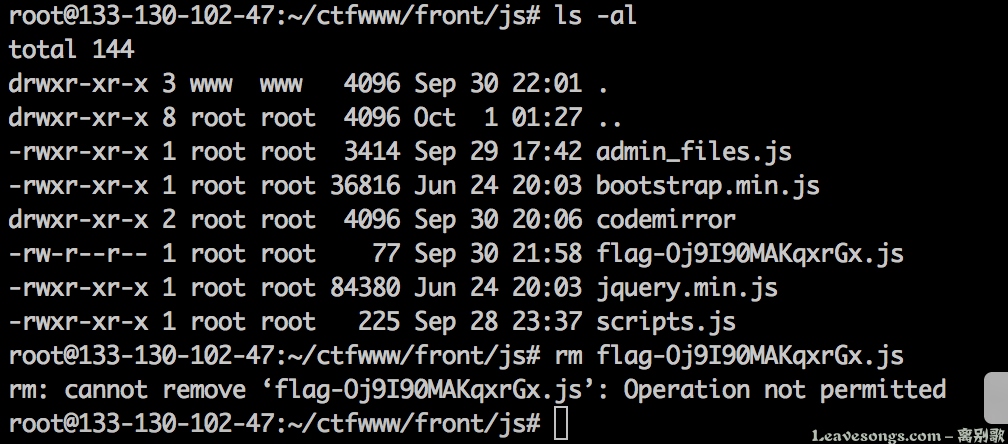 root@133-130-102-47:~/ctfwww/front/js# ls -al
total 144
drwxr-xr-x 3 www  www   4096 Sep 30 22:01 .
drwxr-xr-x 8 root root  4096 Oct  1 01:27 ..
-rwxr-xr-x 1 root root  3414 Sep 29 17:42 admin_files.js
-rwxr-xr-x 1 root root 36816 Jun 24 20:03 bootstrap.min.js
drwxr-xr-x 2 root root  4096 Sep 30 20:06 codemirror
-rw-r--r-- 1 root root    77 Sep 30 21:58 flag-Oj9I90MAKqxrGx.js
-rwxr-xr-x 1 root root 84380 Jun 24 20:03 jquery.min.js
-rwxr-xr-x 1 root root   225 Sep 28 23:37 scripts.js
root@133-130-102-47:~/ctfwww/front/js# rm flag-Oj9I90MAKqxrGx.js
rm: cannot remove ‘flag-Oj9I90MAKqxrGx.js’: Operation not permitted
root@133-130-102-47:~/ctfwww/front/js#
Leavesongs.com - 离别歌